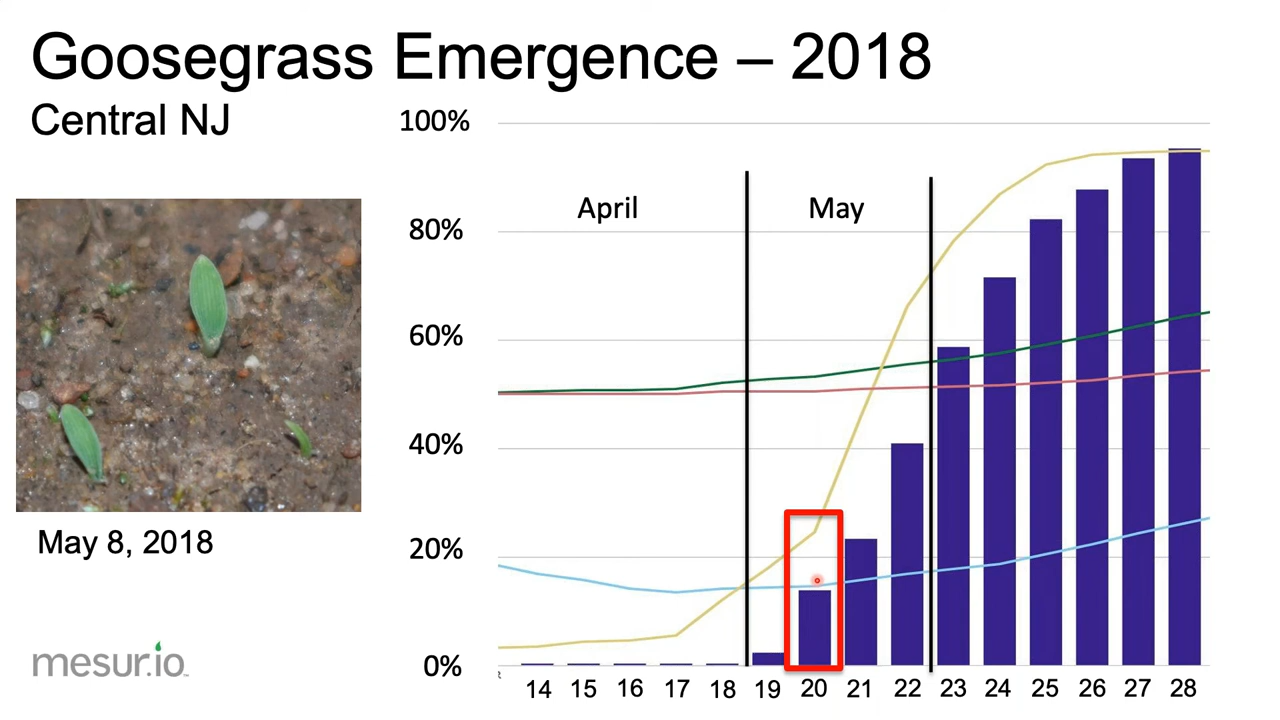 Goosegrass Emergence – 2018
Central NJ
100%
80%
60%
40%
20%
0%
April
May
14 15 16 17 18 19 20 21 22 23 24 25 26 27 28
May 8, 2018
mesur.io